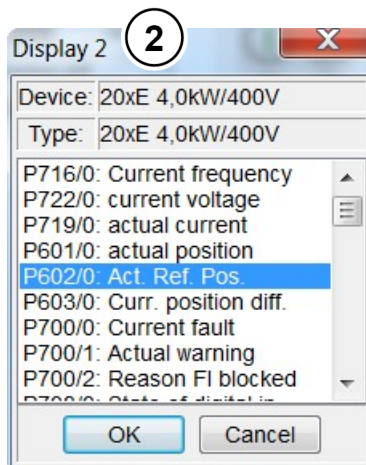 Display 2
2
X
Device: 20xE 4,0kW/400V
Type: 20xE 4,0kW/400V
P716/0: Current frequency
P722/0: current voltage
P719/0: actual current
P601/0: actual position
P602/0: Act. Ref. Pos.
P603/0: Curr. position diff.
P700/0: Current fault
P700/1: Actual warning
P700/2: Reason FI blocked
OK
Cancel